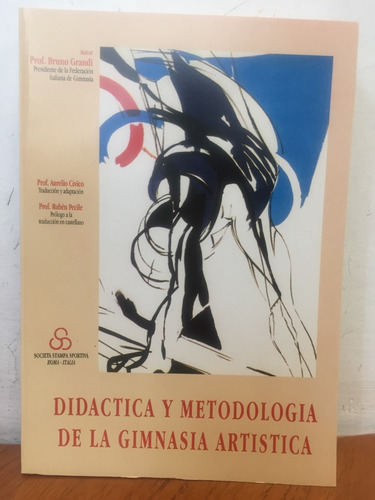 Autor
Prof. Bruno Grandi
Presidente de la Federación
Italiana de Gimnasia
Prof. Aurelio Cívico
Traducción y adaptación
Prof. Rubén Pecile
Prólogo a la
traducción en castellano
SOCIETÀ STAMPA SPORTIVA
ROMA - ITALIA
DIDACTICA Y METODOLOGIA
DE LA GIMNASIA ARTISTICA